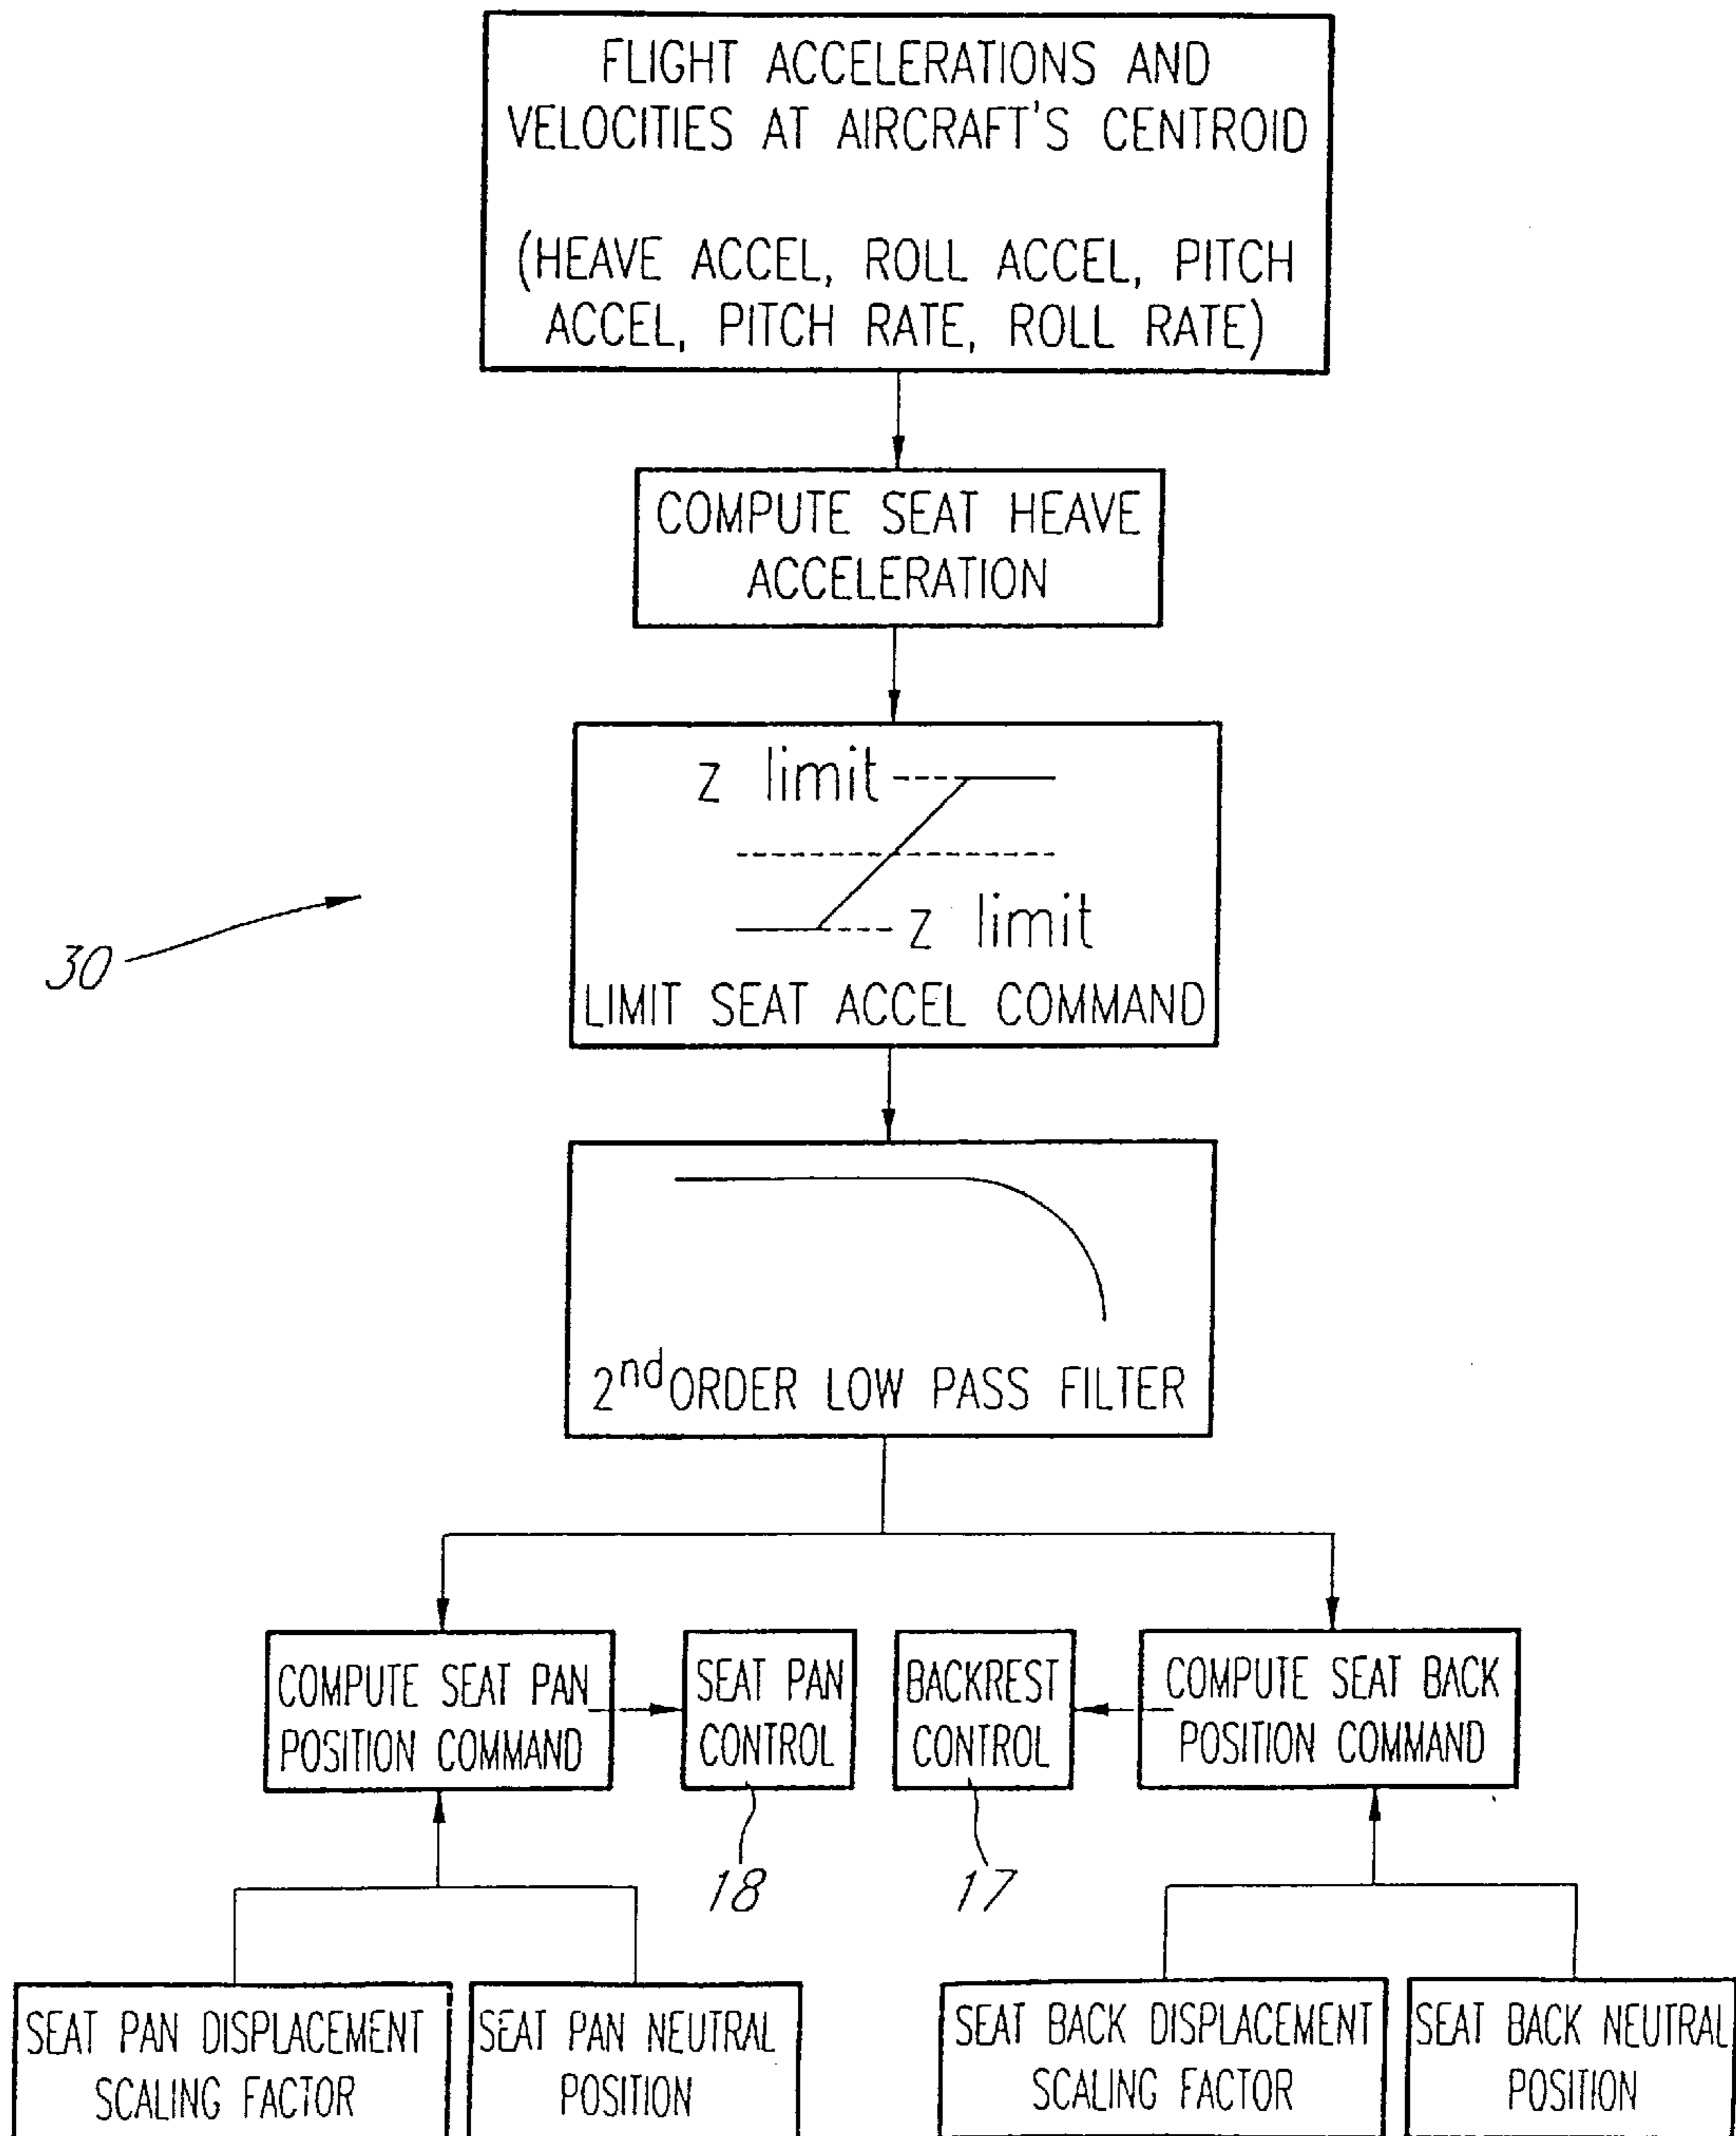 FLIGHT ACCELERATIONS AND
VELOCITIES AT AIRCRAFT'S CENTROID
(HEAVE ACCEL, ROLL ACCEL, PITCH
ACCEL, PITCH RATE, ROLL RATE)
COMPUTE SEAT HEAVE
ACCELERATION
z limit
z limit
LIMIT SEAT ACCEL COMMAND
30
2nd ORDER LOW PASS FILTER
COMPUTE SEAT PAN
POSITION COMMAND
SEAT PAN
CONTROL
BACKREST
CONTROL
COMPUTE SEAT BACK
POSITION COMMAND
18
17
SEAT PAN DISPLACEMENT
SCALING FACTOR
SEAT PAN NEUTRAL
POSITION
SEAT BACK DISPLACEMENT
SCALING FACTOR
SEAT BACK NEUTRAL
POSITION